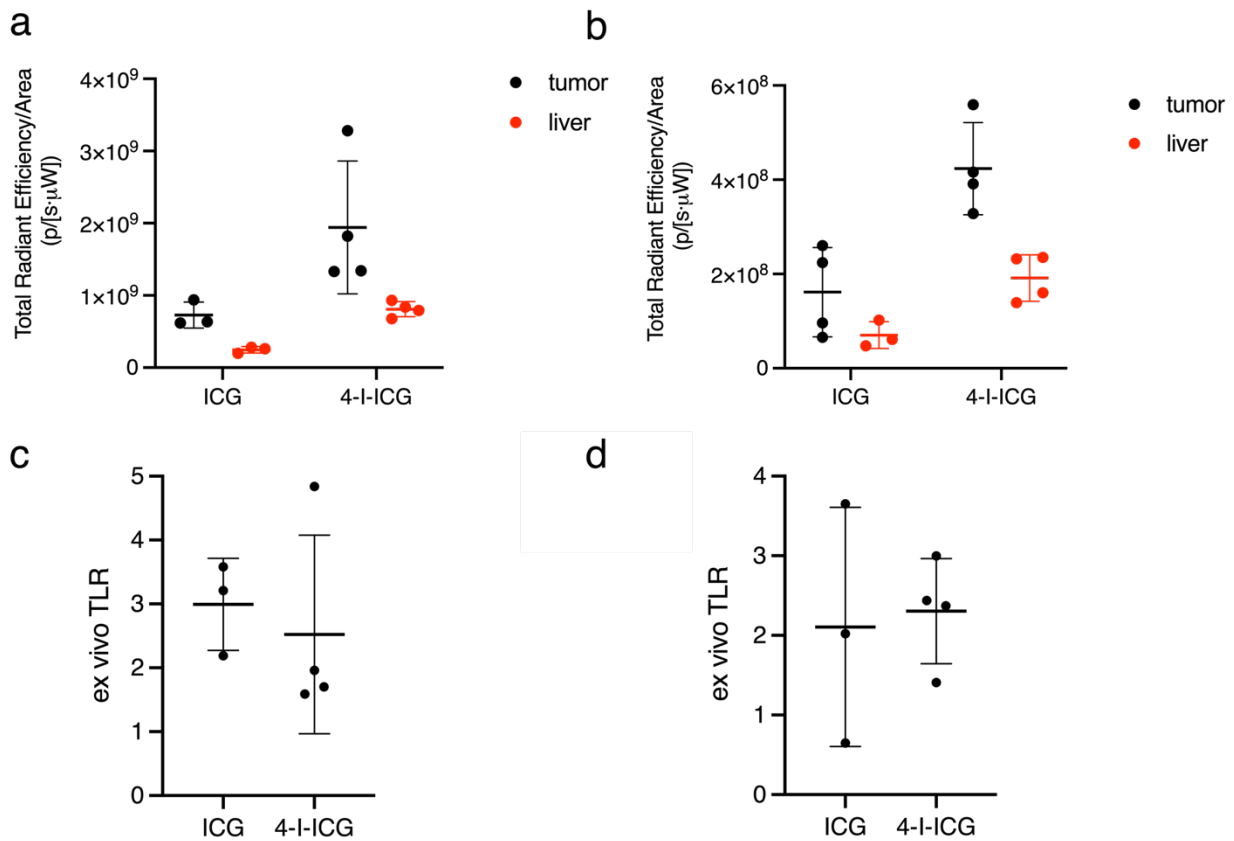 a
Total Radiant Efficiency/Area
(p/[s·µW])
4×10⁹
3×10⁹
2×10⁹
1×10⁹
0
ICG
4-I-ICG
tumor
liver
b
Total Radiant Efficiency/Area
(p/[s·µW])
6×10⁸
4×10⁸
2×10⁸
0
ICG
4-I-ICG
tumor
liver
c
ex vivo TLR
5
4
3
2
1
0
ICG
4-I-ICG
d
ex vivo TLR
4
3
2
1
0
ICG
4-I-ICG